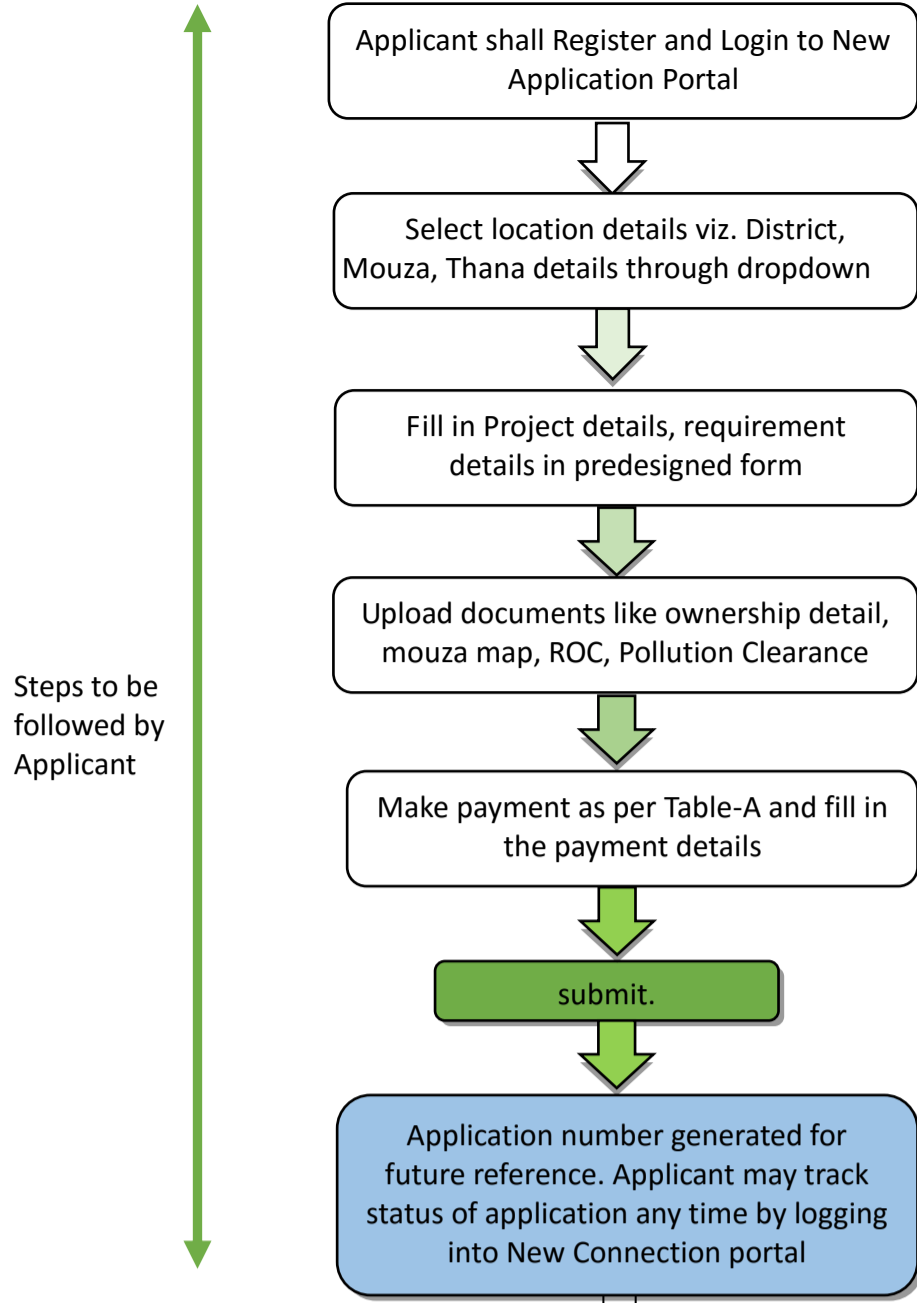 Applicant shall Register and Login to New
Application Portal
Select location details viz. District,
Mouza, Thana details through dropdown
Fill in Project details, requirement
details in predesigned form
Upload documents like ownership detail,
mouza map, ROC, Pollution Clearance
Steps to be
followed by
Applicant
Make payment as per Table-A and fill in
the payment details
submit.
Application number generated for
future reference. Applicant may track
status of application any time by logging
into New Connection portal